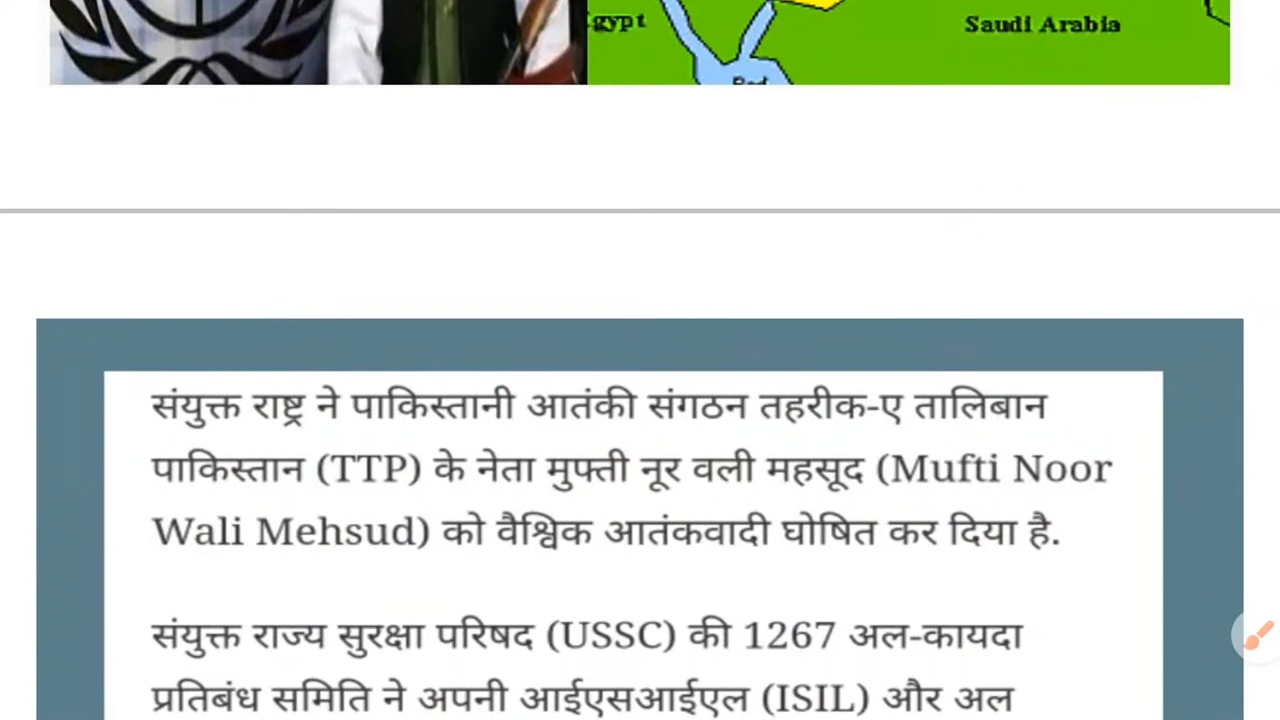 Saudi Arabia
संयुक्त राष्ट्र ने पाकिस्तानी आतंकी संगठन तहरीक-ए तालिबान
पाकिस्तान (TTP) के नेता मुफ्ती नूर वली महसूद (Mufti Noor
Wali Mehsud) को वैश्विक आतंकवादी घोषित कर दिया है.
संयुक्त राज्य सुरक्षा परिषद (USSC) की 1267 अल-कायदा
प्रतिबंध समिति ने अपनी आईएसआईएल (ISIL) और अल